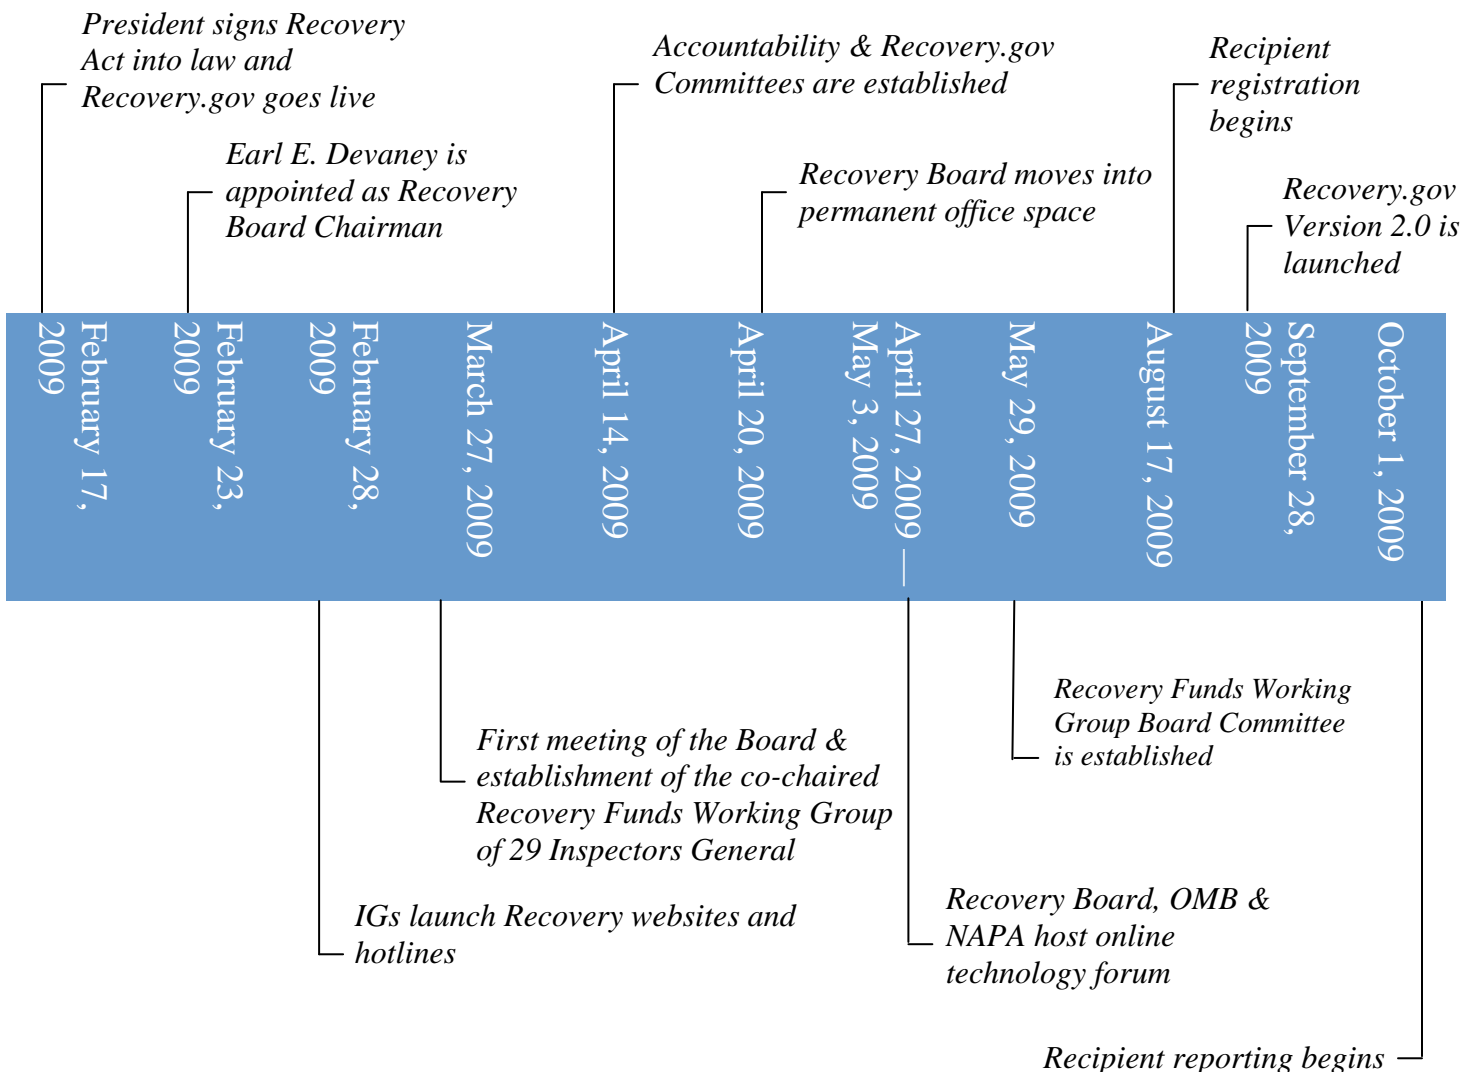 President signs Recovery
Act into law and
Recovery.gov goes live
Earl E. Devaney is
appointed as Recovery
Board Chairman
Accountability & Recovery.gov
Committees are established
Recovery Board moves into
permanent office space
Recipient
registration
begins
Recovery.gov
Version 2.0 is
launched
February 17,
2009
February 23,
2009
February 28,
2009
March 27, 2009
April 14, 2009
April 20, 2009
April 27, 2009 —
May 3, 2009
May 29, 2009
August 17, 2009
September 28,
2009
October 1, 2009
First meeting of the Board &
establishment of the co-chaired
Recovery Funds Working Group
of 29 Inspectors General
IGs launch Recovery websites and
hotlines
Recovery Funds Working
Group Board Committee
is established
Recovery Board, OMB &
NAPA host online
technology forum
Recipient reporting begins